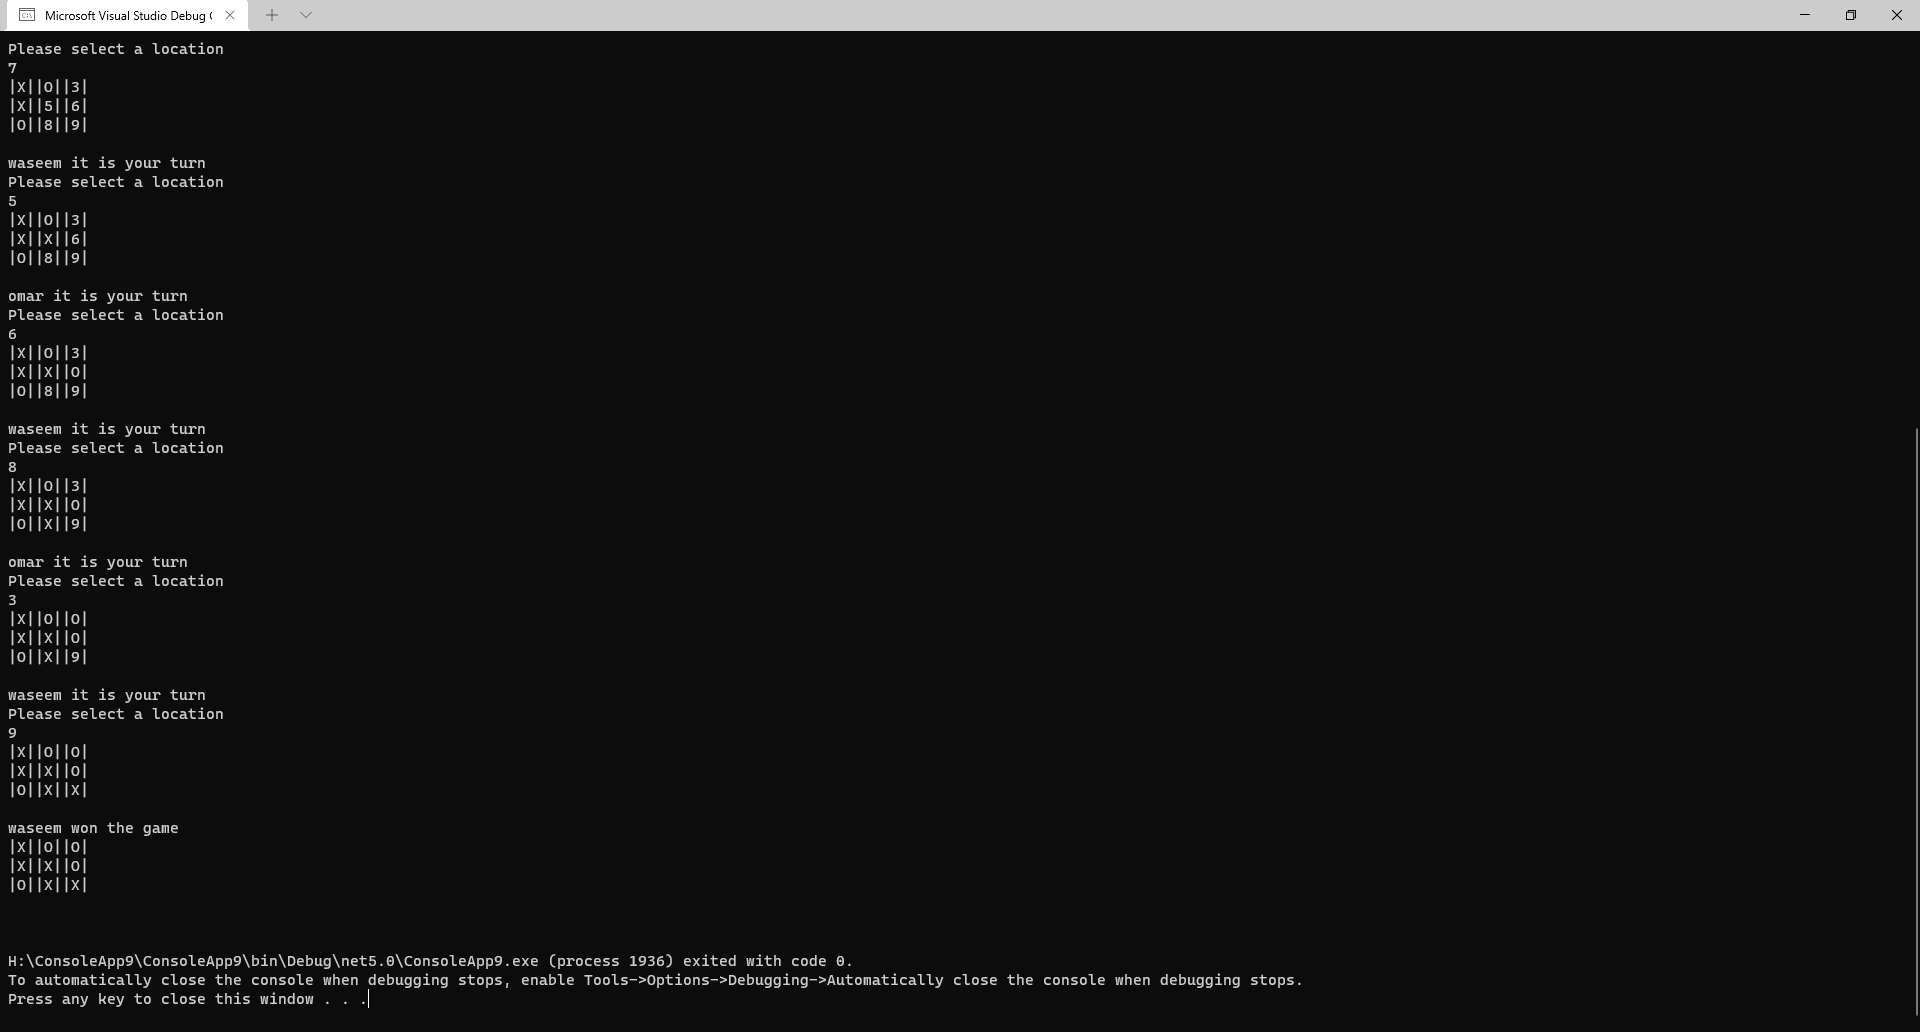 Microsoft Visual Studio Debug
Please select a location
7
|X||O||3|
|X||5||6|
|O||8||9|
waseem it is your turn
Please select a location
5
|X||O||3|
|X||X||6|
|O||8||9|
omar it is your turn
Please select a location
6
|X||O||3|
|X||X||O|
|O||8||9|
waseem it is your turn
Please select a location
8
|X||O||3|
|X||X||O|
|O||X||9|
omar it is your turn
Please select a location
3
|X||O||O|
|X||X||O|
|O||X||9|
waseem it is your turn
Please select a location
9
|X||O||O|
|X||X||O|
|O||X||X|
waseem won the game
|X||O||O|
|X||X||O|
|O||X||X|
H:\ConsoleApp9\ConsoleApp9\bin\Debug\net5.0\ConsoleApp9.exe (process 1936) exited with code 0.
To automatically close the console when debugging stops, enable Tools->Options->Debugging->Automatically close the console when debugging stops.
Press any key to close this window . . .